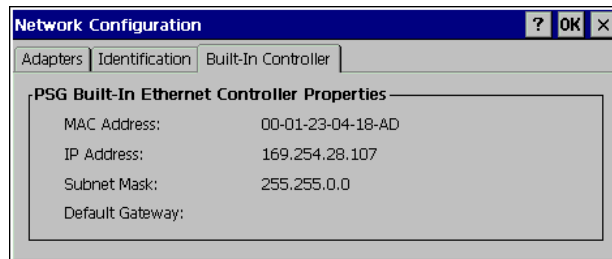 Network Configuration ? OK ×
Adapters Identification Built-In Controller
PSG Built-In Ethernet Controller Properties
MAC Address: 00-01-23-04-18-AD
IP Address: 169.254.28.107
Subnet Mask: 255.255.0.0
Default Gateway: